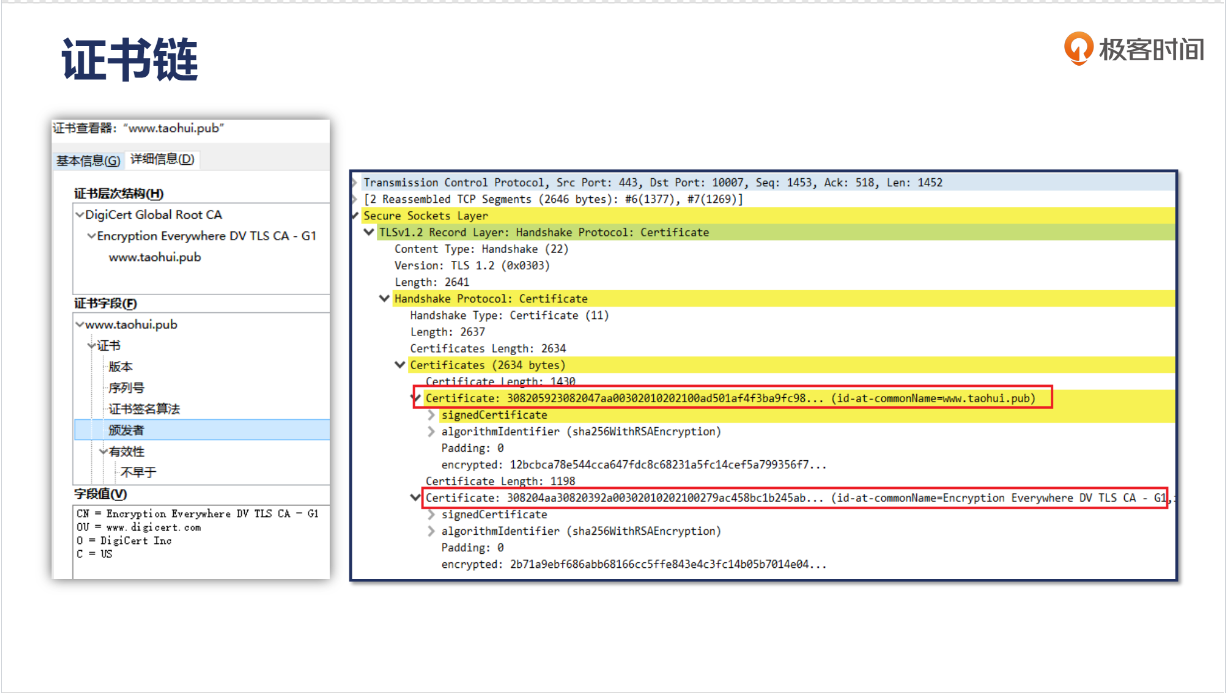 证书链
极客时间
证书查看器: "www.taohui.pub"
基本信息(G) 详细信息(D)
证书层次结构(H)
DigiCert Global Root CA
Encryption Everywhere DV TLS CA - G1
www.taohui.pub
证书字段(F)
www.taohui.pub
证书
版本
序列号
证书签名算法
颁发者
有效性
不早于
字段值(V)
CN = Encryption Everywhere DV TLS CA - G1
OU = www.digicert.com
O = DigiCert Inc
C = US
Transmission Control Protocol, Src Port: 443, Dst Port: 10007, Seq: 1453, Ack: 518, Len: 1452
[2 Reassembled TCP Segments (2646 bytes): #6(1377), #7(1269)]
Secure Sockets Layer
TLSv1.2 Record Layer: Handshake Protocol: Certificate
Content Type: Handshake (22)
Version: TLS 1.2 (0x0303)
Length: 2641
Handshake Protocol: Certificate
Handshake Type: Certificate (11)
Length: 2637
Certificates Length: 2634
Certificates (2634 bytes)
Certificate Length: 1430
Certificate: 308205923082047aa00302010202100ad501af4f3ba9fc98... (id-at-commonName=www.taohui.pub)
signedCertificate
algorithmIdentifier (sha256WithRSAEncryption)
Padding: 0
encrypted: 12bcbca78e544cca647fdc8c68231a5fc14cef5a799356f7...
Certificate Length: 1198
Certificate: 308204aa30820392a00302010202100279ac458bc1b245ab... (id-at-commonName=Encryption Everywhere DV TLS CA - G1,
signedCertificate
algorithmIdentifier (sha256WithRSAEncryption)
Padding: 0
encrypted: 2b71a9ebf686abb68166cc5ffe843e4c3fc14b05b7014e04...